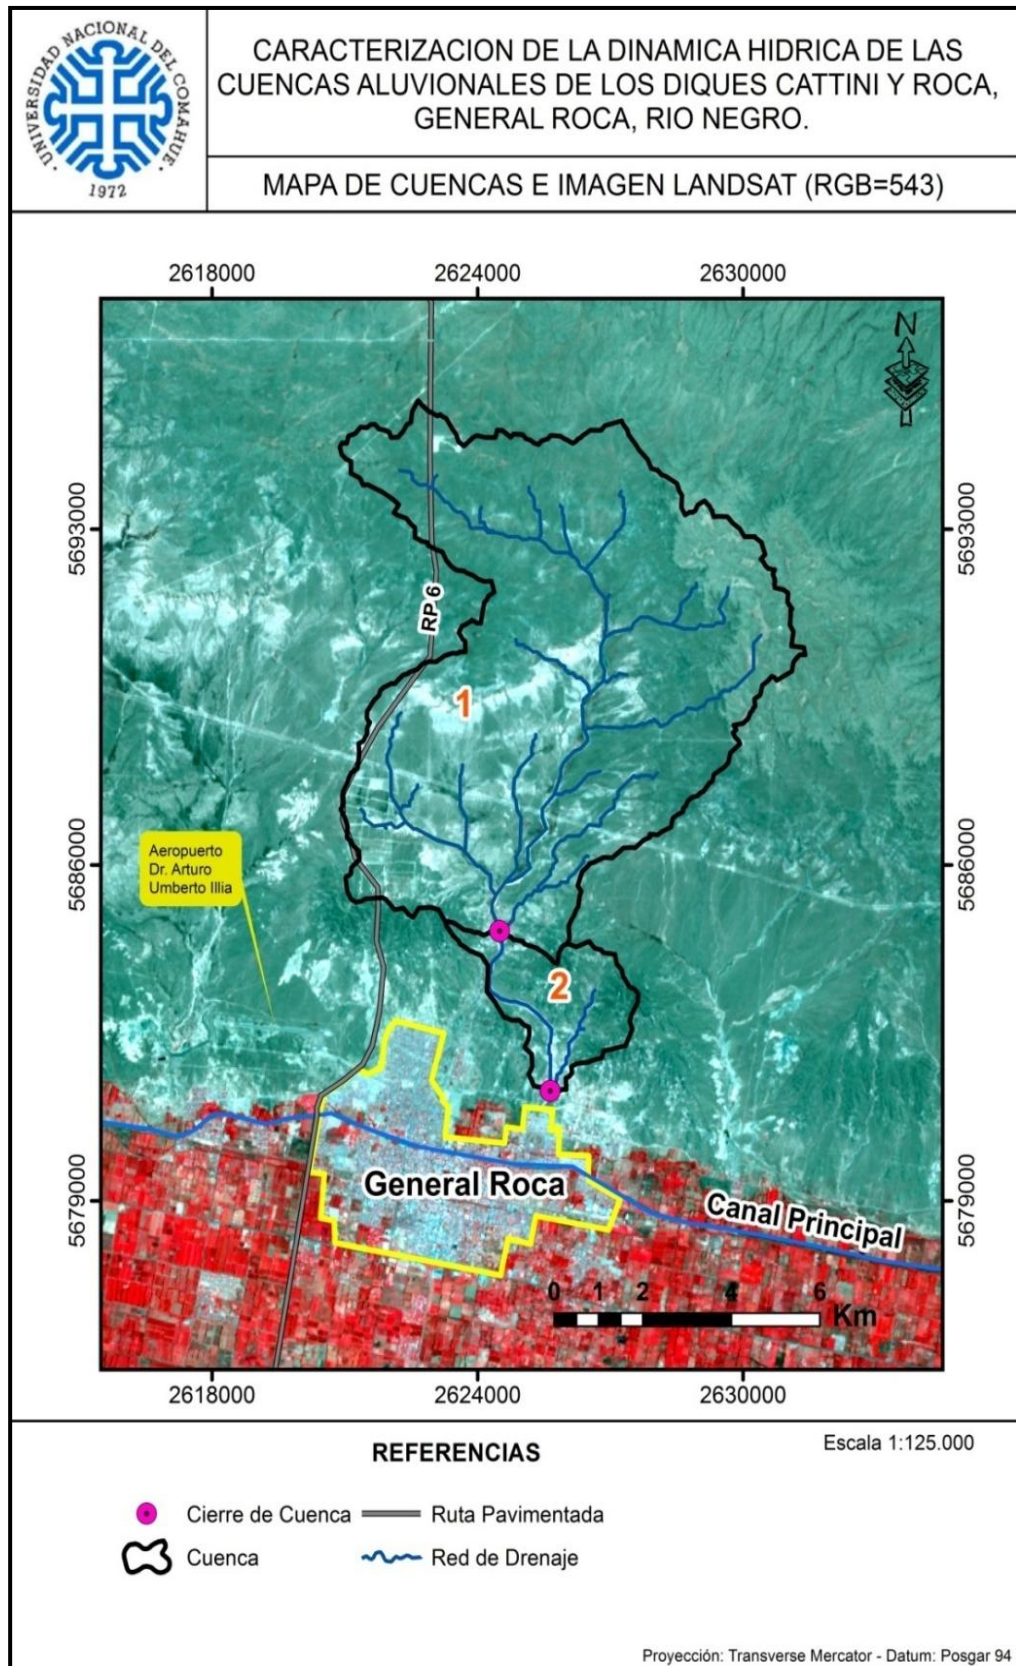 UNIVERSIDAD NACIONAL DEL COMAHUE
1972
CARACTERIZACION DE LA DINAMICA HIDRICA DE LAS
CUENCAS ALUVIONALES DE LOS DIQUES CATTINI Y ROCA,
GENERAL ROCA, RIO NEGRO.
MAPA DE CUENCAS E IMAGEN LANDSAT (RGB=543)
2618000 2624000 2630000
N
5693000 5693000
RP 6
1
5686000 5686000
Aeropuerto
Dr. Arturo
Umberto Illia
2
General Roca
5679000 5679000
Canal Principal
0 1 2 4 6
Km
2618000 2624000 2630000
Escala 1:125.000
REFERENCIAS
Cierre de Cuenca Ruta Pavimentada
Cuenca Red de Drenaje
Proyección: Transverse Mercator - Datum: Posgar 94